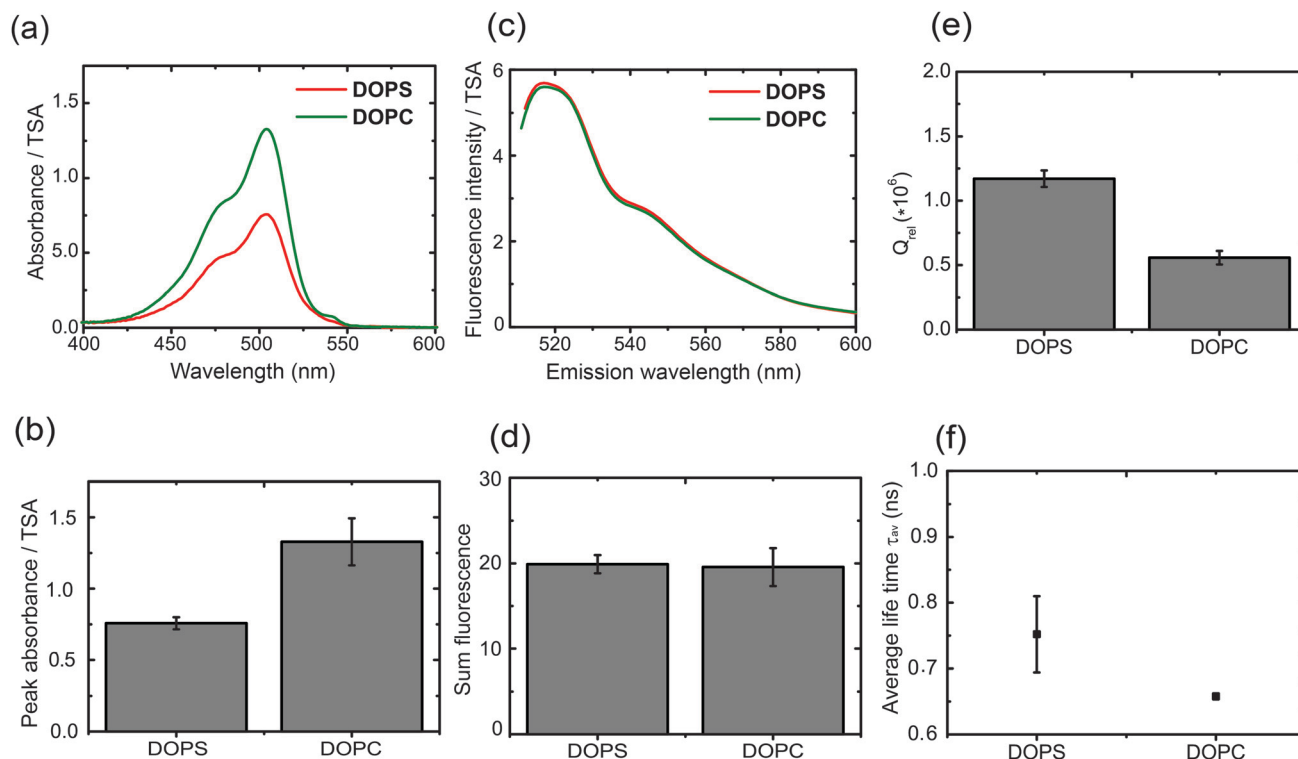 (a)
Absorbance / TSA
1.5
1.0
5.0
0.0
400
450
500
550
600
Wavelength (nm)
DOPS
DOPC
(c)
Fluorescence intensity / TSA
6
4
2
0
520
540
560
580
600
Emission wavelength (nm)
DOPS
DOPC
(e)
Q_rel (*10^6)
2.0
1.5
1.0
0.5
0.0
DOPS
DOPC
(b)
Peak absorbance / TSA
1.5
1.0
0.5
0.0
DOPS
DOPC
(d)
Sum fluorescence
30
20
10
0
DOPS
DOPC
(f)
Average life time τav (ns)
1.0
0.9
0.8
0.7
0.6
DOPS
DOPC